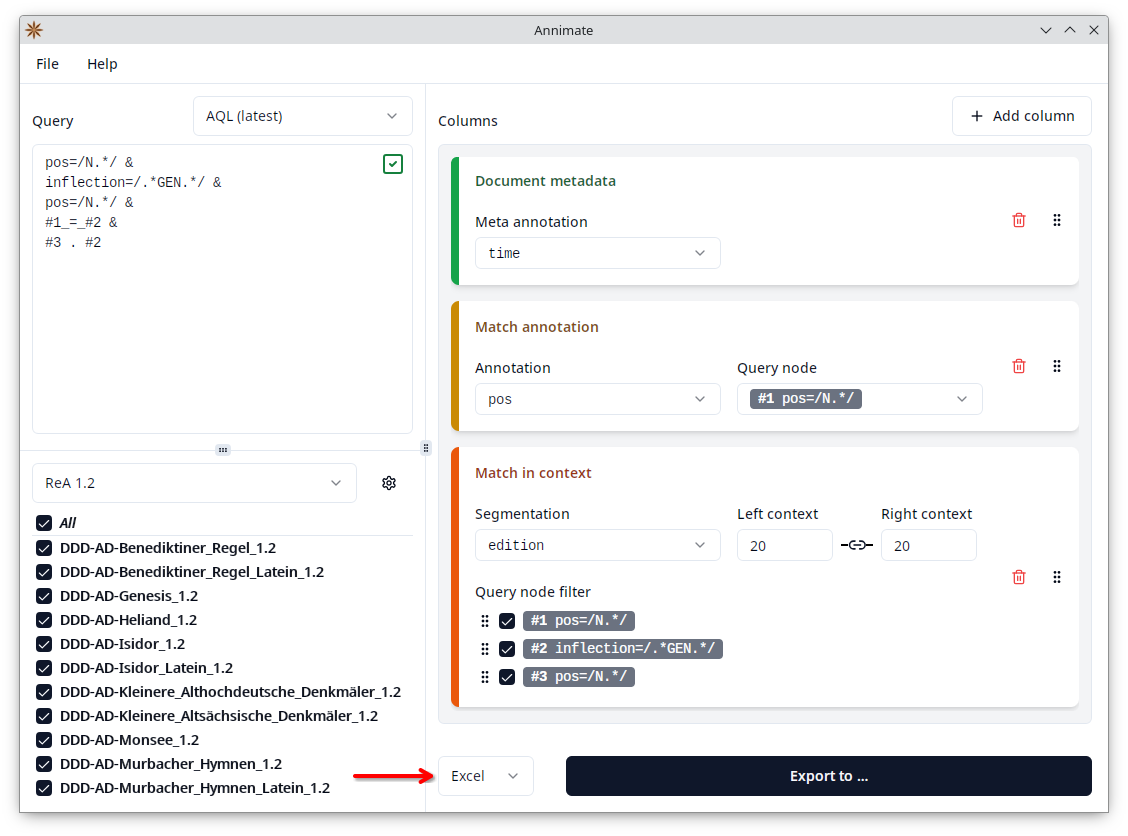 Annimate
File Help
Query
AQL (latest)
pos=/N.*/ &
inflection=/.*GEN.*/ &
pos=/N.*/ &
#1_=_#2 &
#3 . #2
ReA 1.2
All
DDD-AD-Benediktiner_Regel_1.2
DDD-AD-Benediktiner_Regel_Latein_1.2
DDD-AD-Genesis_1.2
DDD-AD-Heliand_1.2
DDD-AD-Isidor_1.2
DDD-AD-Isidor_Latein_1.2
DDD-AD-Kleinere_Althochdeutsche_Denkmäler_1.2
DDD-AD-Kleinere_Altsächsische_Denkmäler_1.2
DDD-AD-Monsee_1.2
DDD-AD-Murbacher_Hymnen_1.2
DDD-AD-Murbacher_Hymnen_Latein_1.2
Columns
+ Add column
Document metadata
Meta annotation
time
Match annotation
Annotation Query node
pos #1 pos=/N.*/
Match in context
Segmentation Left context Right context
edition 20 20
Query node filter
#1 pos=/N.*/
#2 inflection=/.*GEN.*/
#3 pos=/N.*/
Excel Export to ...